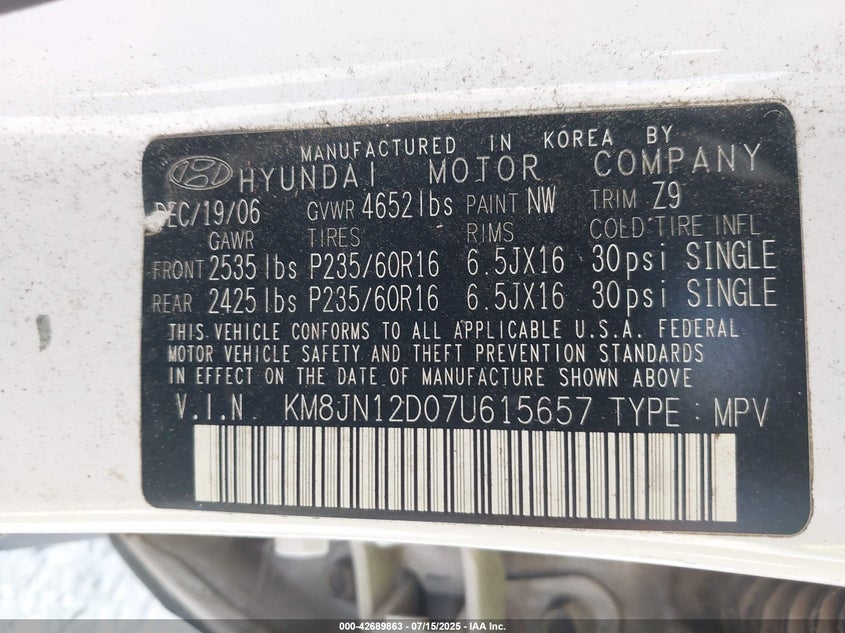 MANUFACTURED IN KOREA BY
HYUNDAI MOTOR COMPANY
DEC/19/06 GVWR 4652lbs PAINT NW TRIM Z9
GAWR TIRES RIMS COLD TIRE INFL
FRONT 2535lbs P235/60R16 6.5JX16 30psi SINGLE
REAR 2425lbs P235/60R16 6.5JX16 30psi SINGLE
THIS VEHICLE CONFORMS TO ALL APPLICABLE U.S.A. FEDERAL
MOTOR VEHICLE SAFETY AND THEFT PREVENTION STANDARDS
IN EFFECT ON THE DATE OF MANUFACTURE SHOWN ABOVE
V.I.N KM8JN12D07U615657 TYPE : MPV
000-42689863 - 07/15/2025 - IAA Inc.